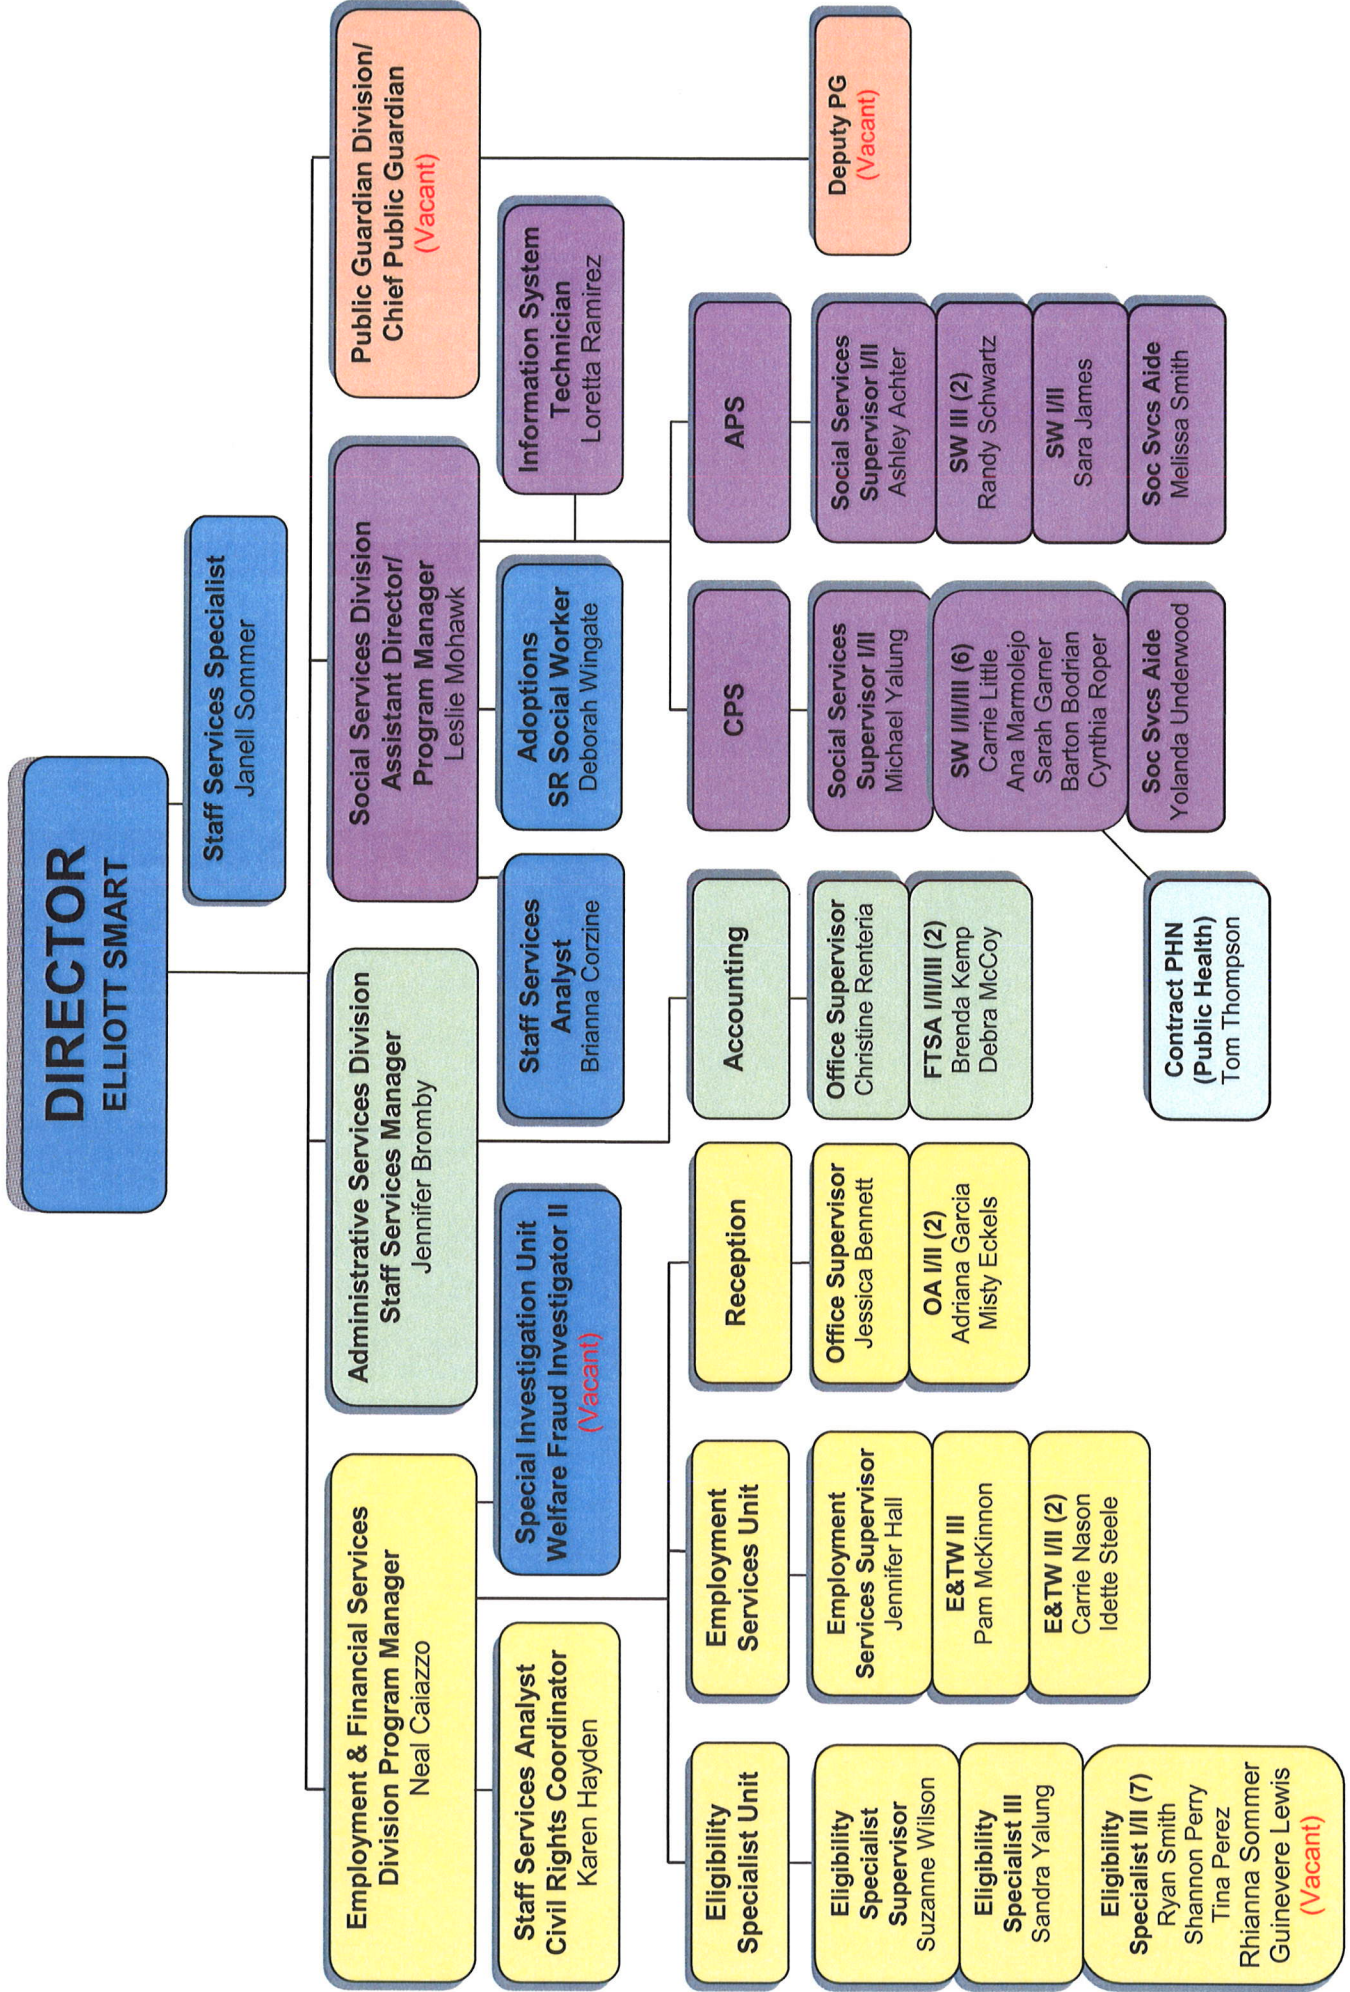 DIRECTOR
ELLIOTT SMART
Staff Services Specialist
Janell Sommer
Employment & Financial Services
Division Program Manager
Neal Caiazzo
Administrative Services Division
Staff Services Manager
Jennifer Bromby
Social Services Division
Assistant Director/
Program Manager
Leslie Mohawk
Public Guardian Division/
Chief Public Guardian
(Vacant)
Staff Services Analyst
Civil Rights Coordinator
Karen Hayden
Special Investigation Unit
Welfare Fraud Investigator II
(Vacant)
Staff Services
Analyst
Brianna Corzine
Adoptions
SR Social Worker
Deborah Wingate
Information System
Technician
Loretta Ramirez
Eligibility
Specialist Unit
Eligibility
Specialist
Supervisor
Suzanne Wilson
Eligibility
Specialist III
Sandra Yalung
Eligibility
Specialist I/II (7)
Ryan Smith
Shannon Perry
Tina Perez
Rhianna Sommer
Guinevere Lewis
(Vacant)
Employment
Services Unit
Employment
Services Supervisor
Jennifer Hall
E&TW III
Pam McKinnon
E&TW I/II (2)
Carrie Nason
Idette Steele
Reception
Office Supervisor
Jessica Bennett
OA I/II (2)
Adriana Garcia
Misty Eckels
Accounting
Office Supervisor
Christine Renteria
FTSA I/II/III (2)
Brenda Kemp
Debra McCoy
Contract PHN
(Public Health)
Tom Thompson
CPS
Social Services
Supervisor I/II
Michael Yalung
SW I/II/III (6)
Carrie Little
Ana Marmolejo
Sarah Garner
Barton Bodrian
Cynthia Roper
Soc Svcs Aide
Yolanda Underwood
APS
Social Services
Supervisor I/II
Ashley Achter
SW III (2)
Randy Schwartz
SW I/II
Sara James
Soc Svcs Aide
Melissa Smith
Deputy PG
(Vacant)